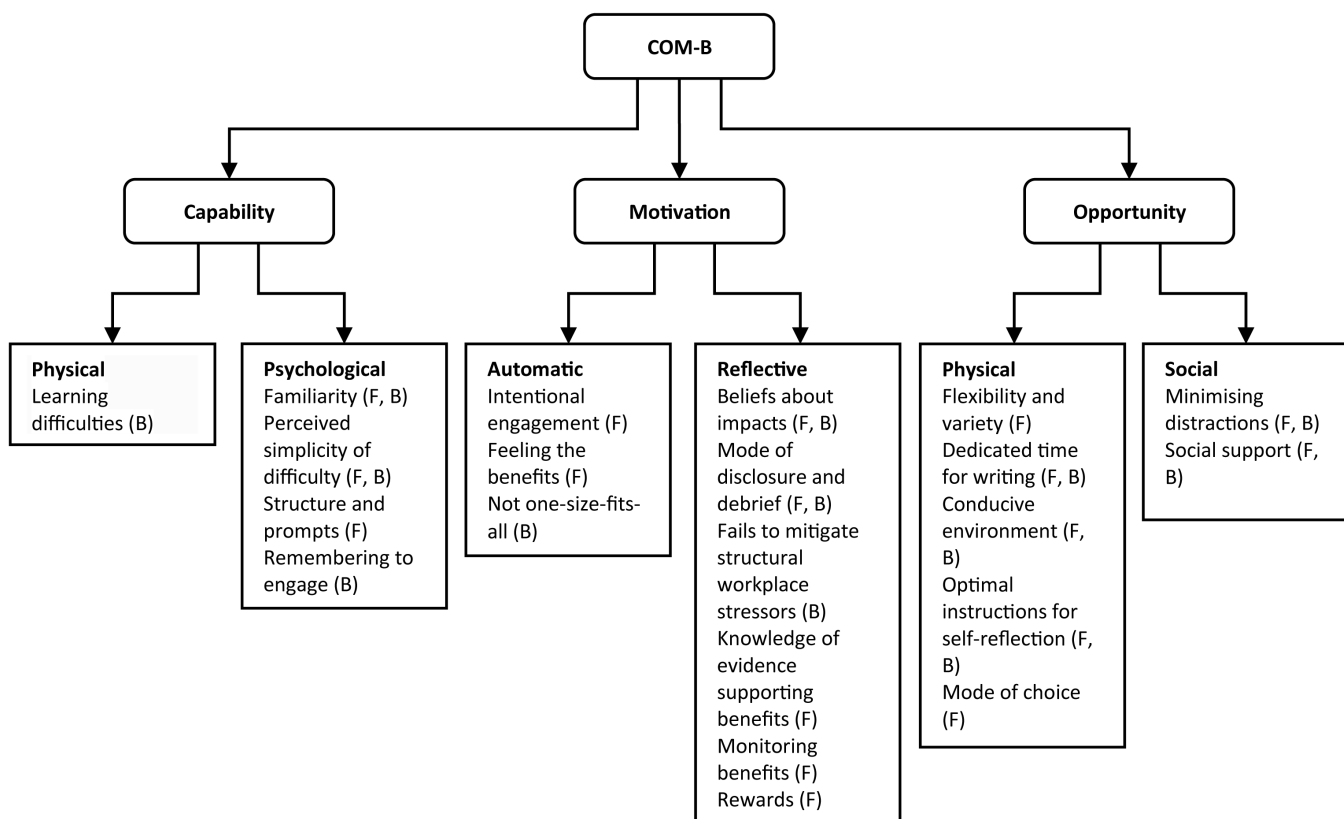 COM-B
Capability
Motivation
Opportunity
Physical
Learning
difficulties (B)
Psychological
Familiarity (F, B)
Perceived
simplicity of
difficulty (F, B)
Structure and
prompts (F)
Remembering to
engage (B)
Automatic
Intentional
engagement (F)
Feeling the
benefits (F)
Not one-size-fits-
all (B)
Reflective
Beliefs about
impacts (F, B)
Mode of
disclosure and
debrief (F, B)
Fails to mitigate
structural
workplace
stressors (B)
Knowledge of
evidence
supporting
benefits (F)
Monitoring
benefits (F)
Rewards (F)
Physical
Flexibility and
variety (F)
Dedicated time
for writing (F, B)
Conducive
environment (F,
B)
Optimal
instructions for
self-reflection (F,
B)
Mode of choice
(F)
Social
Minimising
distractions (F, B)
Social support (F,
B)